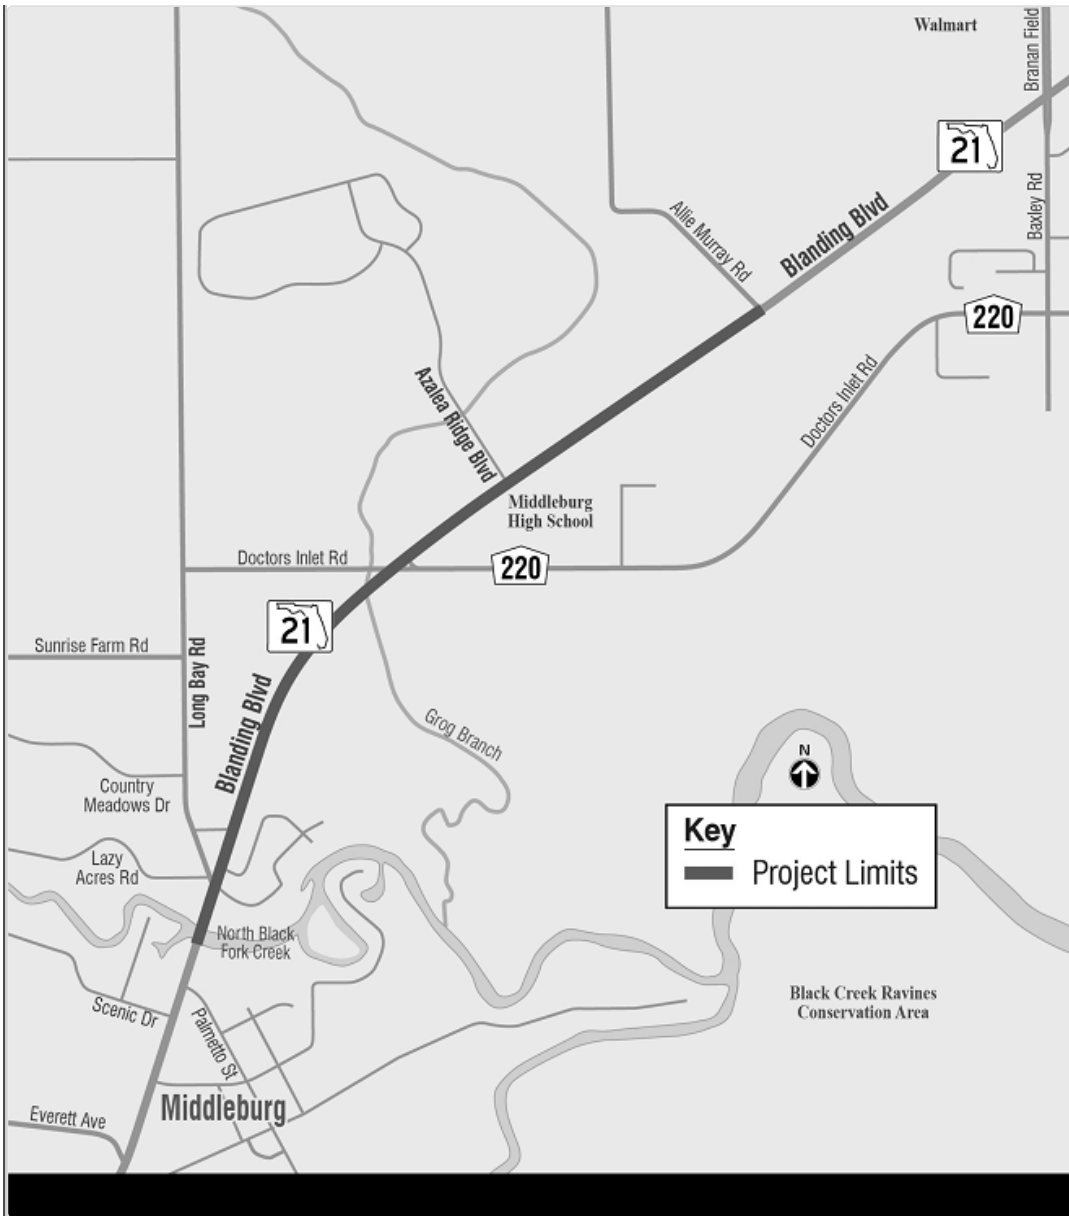 Walmart
Branan Field
21
Baxley Rd
Allie Murray Rd
Blanding Blvd
220
Doctors Inlet Rd
Azalea Ridge Blvd
Middleburg
High School
Doctors Inlet Rd
220
21
Sunrise Farm Rd
Long Bay Rd
Blanding Blvd
Grog Branch
N
Country
Meadows Dr
Key
Project Limits
Lazy
Acres Rd
North Black
Fork Creek
Scenic Dr
Palmetto St
Black Creek Ravines
Conservation Area
Middleburg
Everett Ave